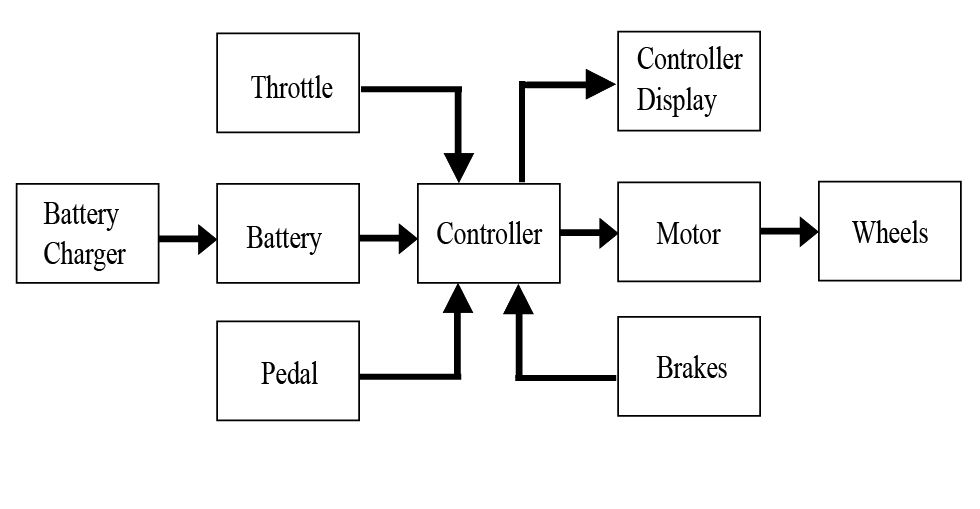 Throttle
Controller
Display
Battery
Charger
Battery
Controller
Motor
Wheels
Pedal
Brakes